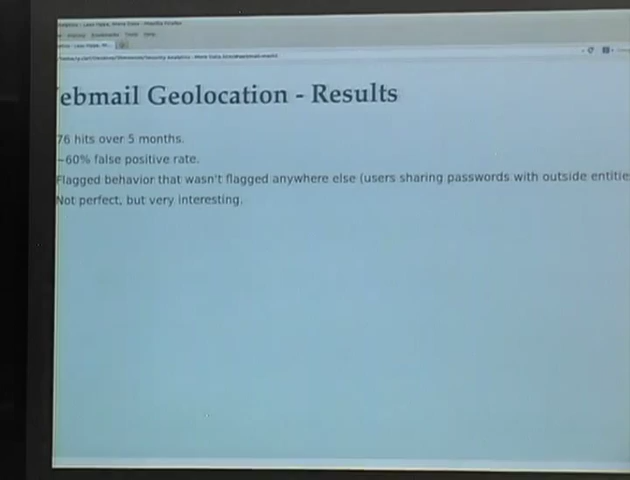 ebmail Geolocation - Results
76 hits over 5 months.
~60% false positive rate.
Flagged behavior that wasn't flagged anywhere else (users sharing passwords with outside entitie
Not perfect, but very interesting.